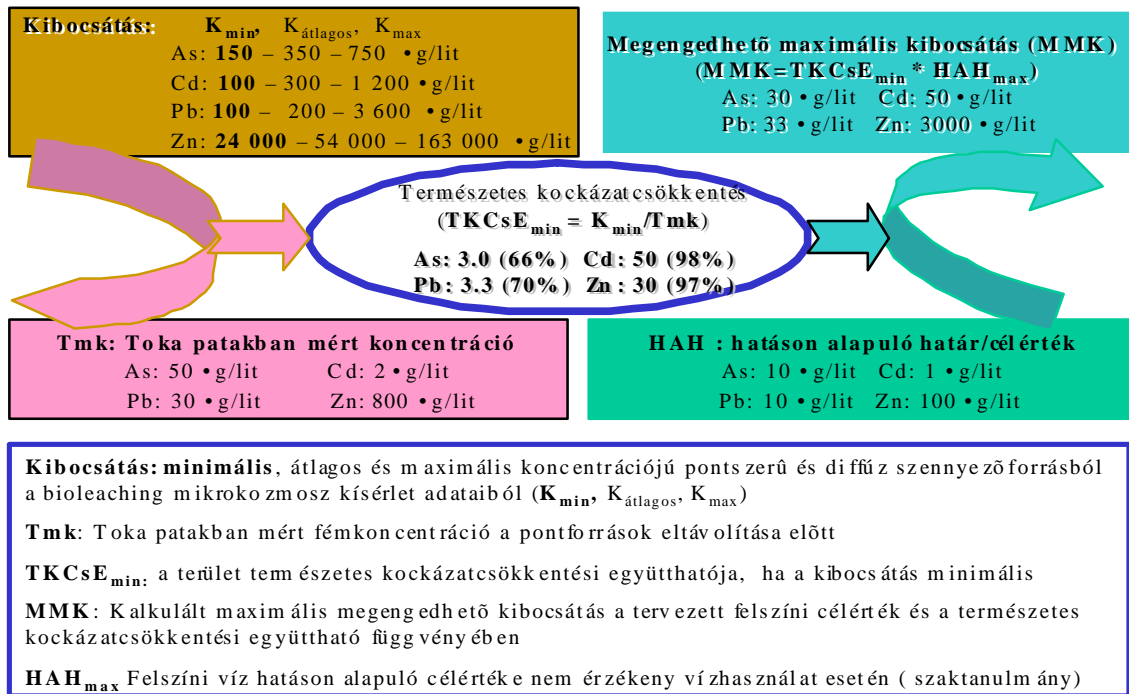 Kibocsátás: Kmin, Kátlagos, Kmax
As: 150 – 350 – 750 •g/lit
Cd: 100 – 300 – 1 200 •g/lit
Pb: 100 – 200 – 3 600 •g/lit
Zn: 24 000 – 54 000 – 163 000 •g/lit
Megengedhetõ maximális kibocsátás (MMK)
(MMK=TKCsEmin * HAHmax)
As: 30 •g/lit Cd: 50 •g/lit
Pb: 33 •g/lit Zn: 3000 •g/lit
Természetes kockázatcsökkentés
(TKCsEmin = Kmin/Tmk)
As: 3.0 (66%) Cd: 50 (98%)
Pb: 3.3 (70%) Zn: 30 (97%)
Tmk: Toka patakban mért koncentráció
As: 50 •g/lit Cd: 2 •g/lit
Pb: 30 •g/lit Zn: 800 •g/lit
HAH : hatáson alapuló határ/célérték
As: 10 •g/lit Cd: 1 •g/lit
Pb: 10 •g/lit Zn: 100 •g/lit
Kibocsátás: minimális, átlagos és maximális koncentrációjú pontszerû és diffúz szennyezõforrásból
a bioleaching mikrokozmosz kísérlet adataiból (Kmin, Kátlagos, Kmax)
Tmk: Toka patakban mért fémkoncentráció a pontforrások eltávolítása elõtt
TKCsEmin: a terület természetes kockázatcsökkentési együtthatója, ha a kibocsátás minimális
MMK: Kalkulált maximális megengedhetõ kibocsátás a tervezett felszíni célérték és a természetes
kockázatcsökkentési együttható függvényében
HAHmax Felszíni víz hatáson alapuló célértéke nem érzékeny vízhasználat esetén ( szaktanulmány)